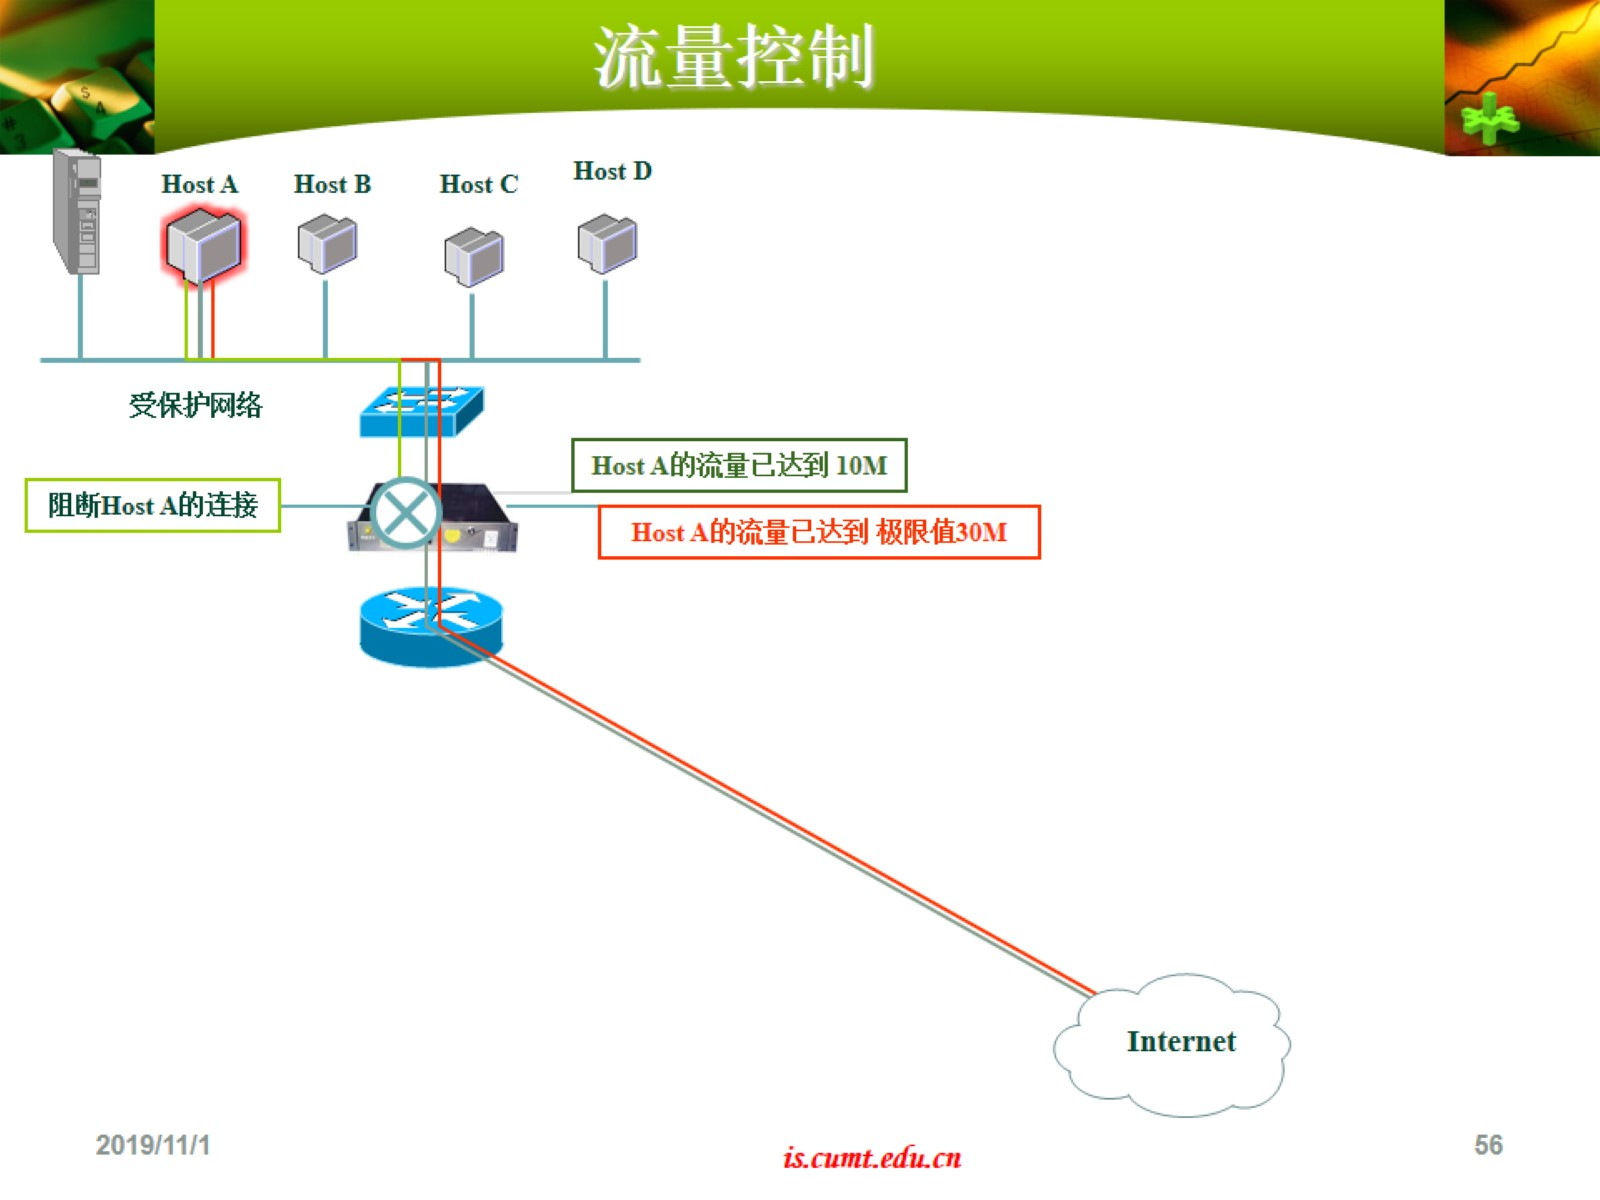 流量控制
Host A
Host B
Host C
Host D
受保护网络
Host A的流量已达到 10M
阻断Host A的连接
Host A的流量已达到 极限值30M
Internet
2019/11/1
is.cumt.edu.cn
56